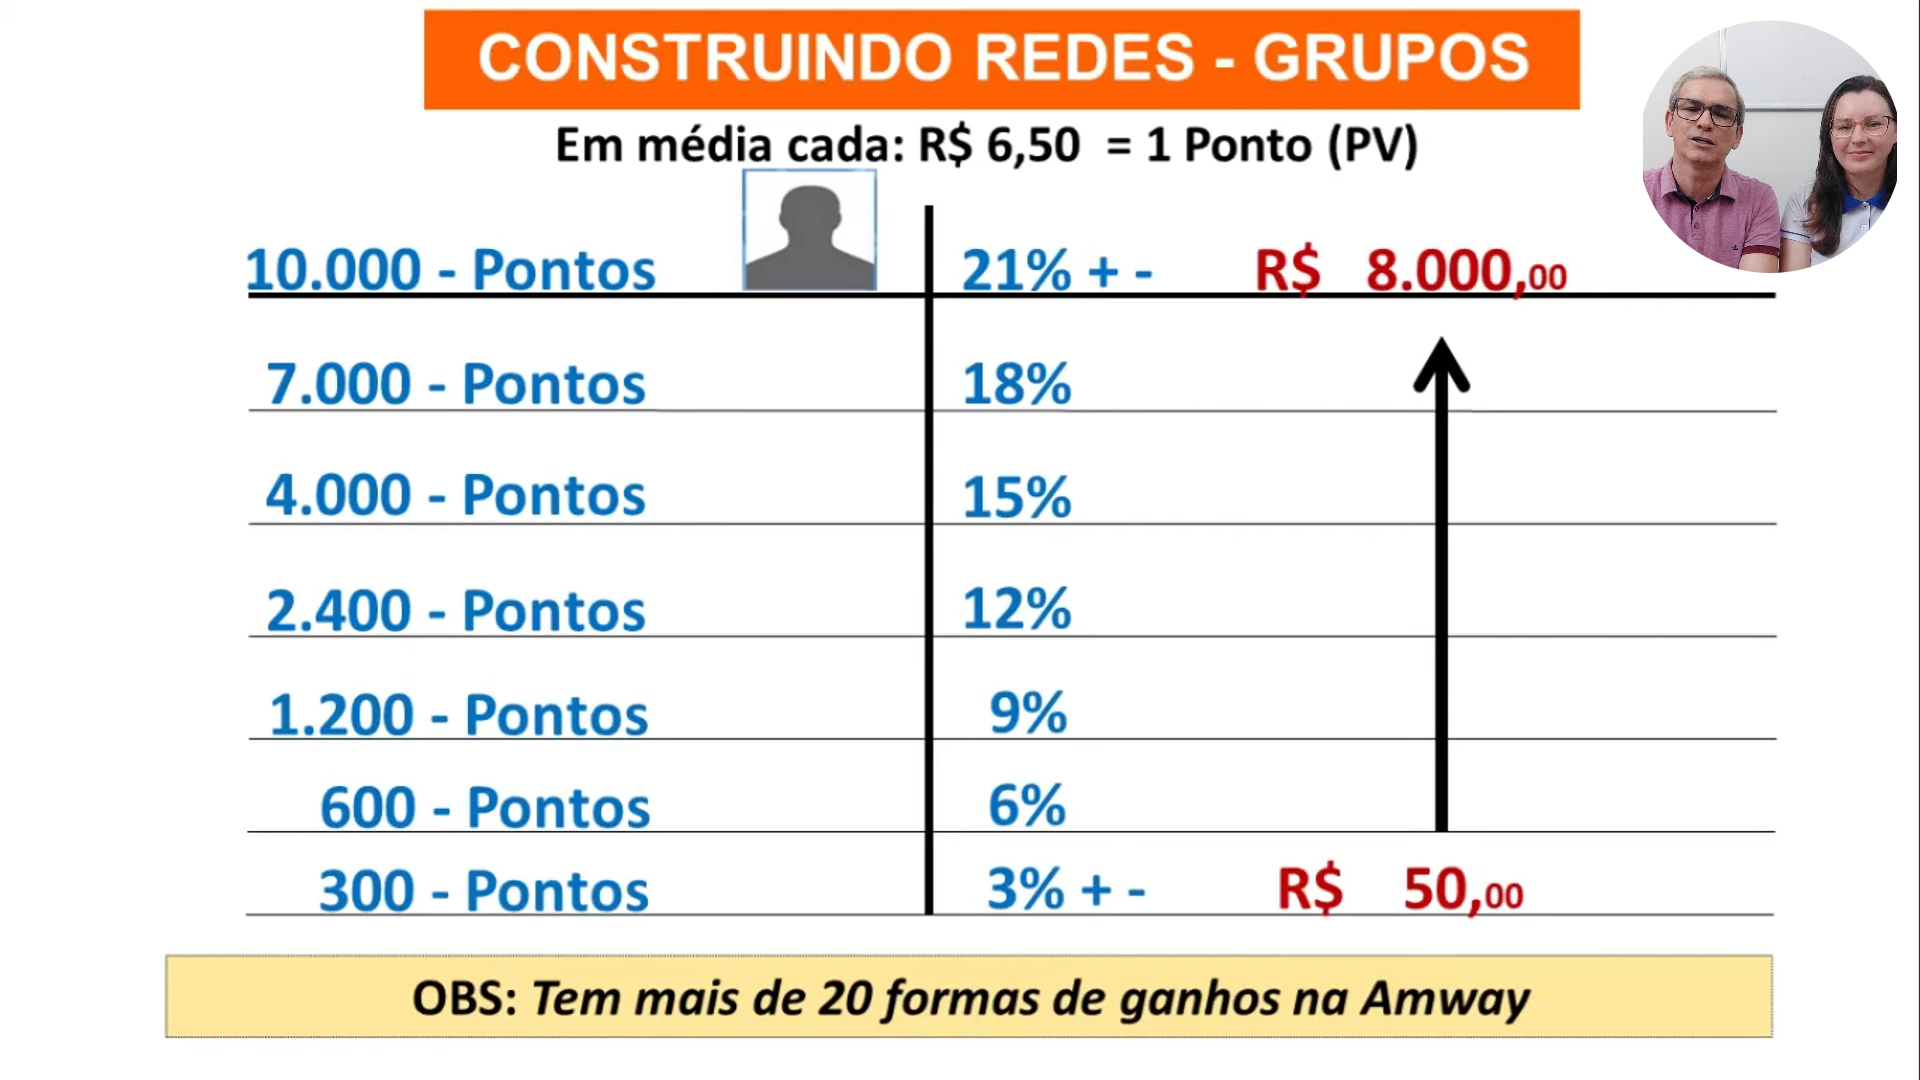 CONSTRUINDO REDES - GRUPOS
Em média cada: R$ 6,50 = 1 Ponto (PV)
10.000 - Pontos 21% + - R$ 8.000,00
7.000 - Pontos 18%
4.000 - Pontos 15%
2.400 - Pontos 12%
1.200 - Pontos 9%
600 - Pontos 6%
300 - Pontos 3% + - R$ 50,00
OBS: Tem mais de 20 formas de ganhos na Amway